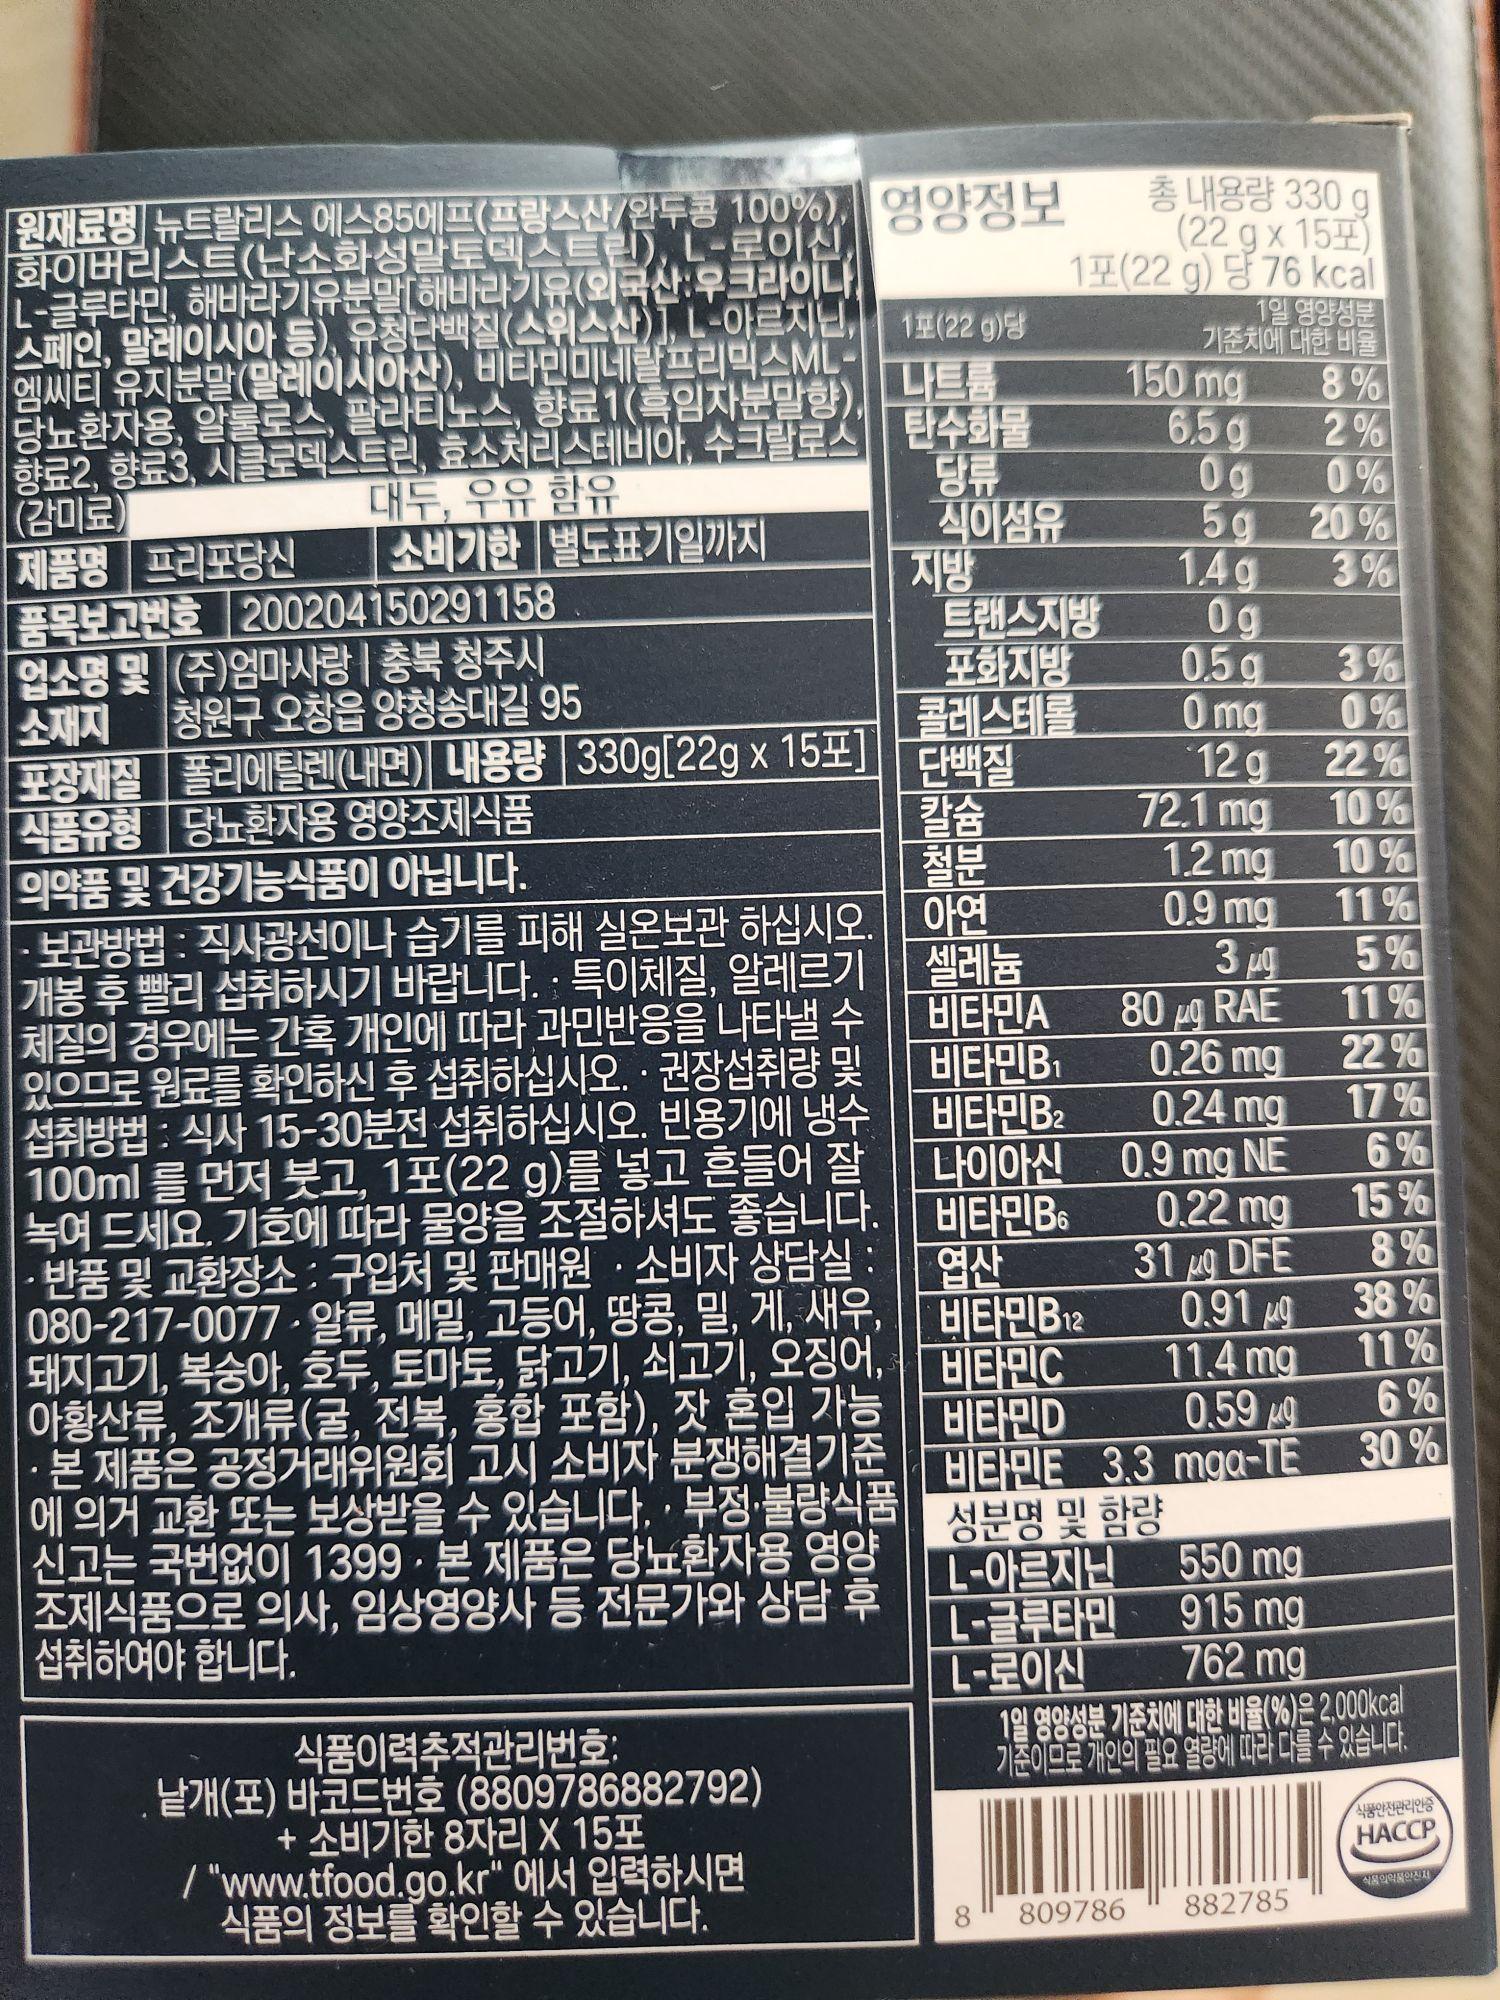 원재료명 뉴트랄리스 에스85에프(프랑스산/완두콩 100%),
화이버리스트(난소화성말토덱스트린), L-로이신,
L-글루타민, 해바라기유분말[해바라기유(외국산:우크라이나,
스페인, 말레이시아 등), 유청단백질(스위스산)], L-아르지닌,
엠씨티 유지분말(말레이시아산), 비타민미네랄프리믹스ML-
당뇨환자용, 알룰로스, 팔라티노스, 향료1(흑임자분말향),
향료2, 향료3, 시클로덱스트린, 효소처리스테비아, 수크랄로스
(감미료) 대두, 우유 함유
제품명 프리포당신 소비기한 별도표기일까지
품목보고번호 200204150291158
업소명 및 (주)엄마사랑 | 충북 청주시
소재지 청원구 오창읍 양청송대길 95
포장재질 폴리에틸렌(내면) 내용량 330g[22g x 15포]
식품유형 당뇨환자용 영양조제식품
의약품 및 건강기능식품이 아닙니다.
· 보관방법 : 직사광선이나 습기를 피해 실온보관 하십시오.
개봉 후 빨리 섭취하시기 바랍니다. · 특이체질, 알레르기
체질의 경우에는 간혹 개인에 따라 과민반응을 나타낼 수
있으므로 원료를 확인하신 후 섭취하십시오. · 권장섭취량 및
섭취방법 : 식사 15-30분전 섭취하십시오. 빈용기에 냉수
100ml 를 먼저 붓고, 1포(22 g)를 넣고 흔들어 잘
녹여 드세요. 기호에 따라 물양을 조절하셔도 좋습니다.
· 반품 및 교환장소 : 구입처 및 판매원 · 소비자 상담실 :
080-217-0077 · 알류, 메밀, 고등어, 땅콩, 밀, 게, 새우,
돼지고기, 복숭아, 호두, 토마토, 닭고기, 쇠고기, 오징어,
아황산류, 조개류(굴, 전복, 홍합 포함), 잣 혼입 가능
· 본 제품은 공정거래위원회 고시 소비자 분쟁해결기준
에 의거 교환 또는 보상받을 수 있습니다. · 부정·불량식품
신고는 국번없이 1399 · 본 제품은 당뇨환자용 영양
조제식품으로 의사, 임상영양사 등 전문가와 상담 후
섭취하여야 합니다.
식품이력추적관리번호:
낱개(포) 바코드번호 (8809786882792)
+ 소비기한 8자리 X 15포
/ "www.tfood.go.kr" 에서 입력하시면
식품의 정보를 확인할 수 있습니다.
영양정보 총 내용량 330 g
(22 g x 15포)
1포(22 g) 당 76 kcal
1포(22 g)당 1일 영양성분
기준치에 대한 비율
나트륨 150 mg 8 %
탄수화물 6.5 g 2 %
당류 0 g 0 %
식이섬유 5 g 20 %
지방 1.4 g 3 %
트랜스지방 0 g
포화지방 0.5 g 3 %
콜레스테롤 0 mg 0 %
단백질 12 g 22 %
칼슘 72.1 mg 10 %
철분 1.2 mg 10 %
아연 0.9 mg 11 %
셀레늄 3 μg 5 %
비타민A 80 μg RAE 11 %
비타민B1 0.26 mg 22 %
비타민B2 0.24 mg 17 %
나이아신 0.9 mg NE 6 %
비타민B6 0.22 mg 15 %
엽산 31 μg DFE 8 %
비타민B12 0.91 μg 38 %
비타민C 11.4 mg 11 %
비타민D 0.59 μg 6 %
비타민E 3.3 mgα-TE 30 %
성분명 및 함량
L-아르지닌 550 mg
L-글루타민 915 mg
L-로이신 762 mg
1일 영양성분 기준치에 대한 비율(%)은 2,000kcal
기준이므로 개인의 필요 열량에 따라 다를 수 있습니다.
8 809786 882785
식품안전관리인증
HACCP
식품의약품안전처